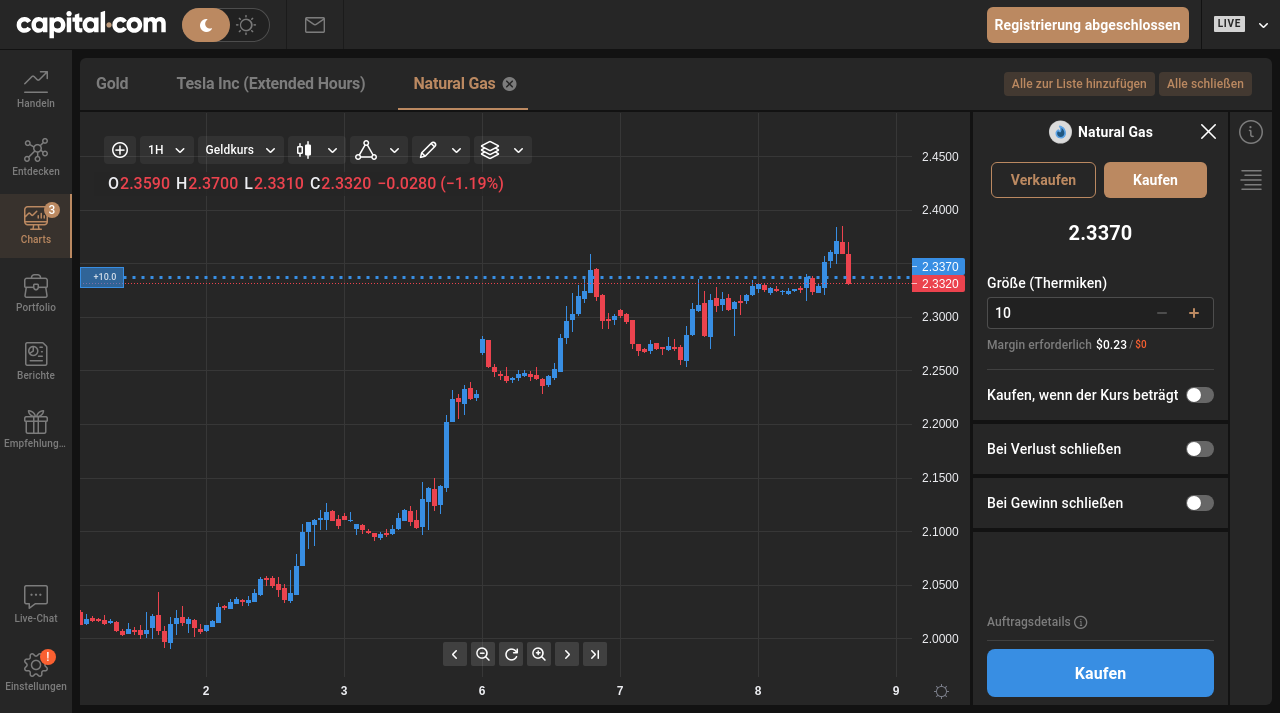 capital.com
Registrierung abgeschlossen
LIVE
Handeln
Entdecken
3
Charts
Portfolio
Berichte
Empfehlung...
Live-Chat
!
Einstellungen
Gold
Tesla Inc (Extended Hours)
Natural Gas
Alle zur Liste hinzufügen
Alle schließen
1H
Geldkurs
O2.3590 H2.3700 L2.3310 C2.3320 −0.0280 (−1.19%)
+10.0
2.4500
2.4000
2.3370
2.3320
2.3000
2.2500
2.2000
2.1500
2.1000
2.0500
2.0000
2
3
6
7
8
9
Natural Gas
Verkaufen
Kaufen
2.3370
Größe (Thermiken)
10
Margin erforderlich $0.23 / $0
Kaufen, wenn der Kurs beträgt
Bei Verlust schließen
Bei Gewinn schließen
Auftragsdetails
Kaufen